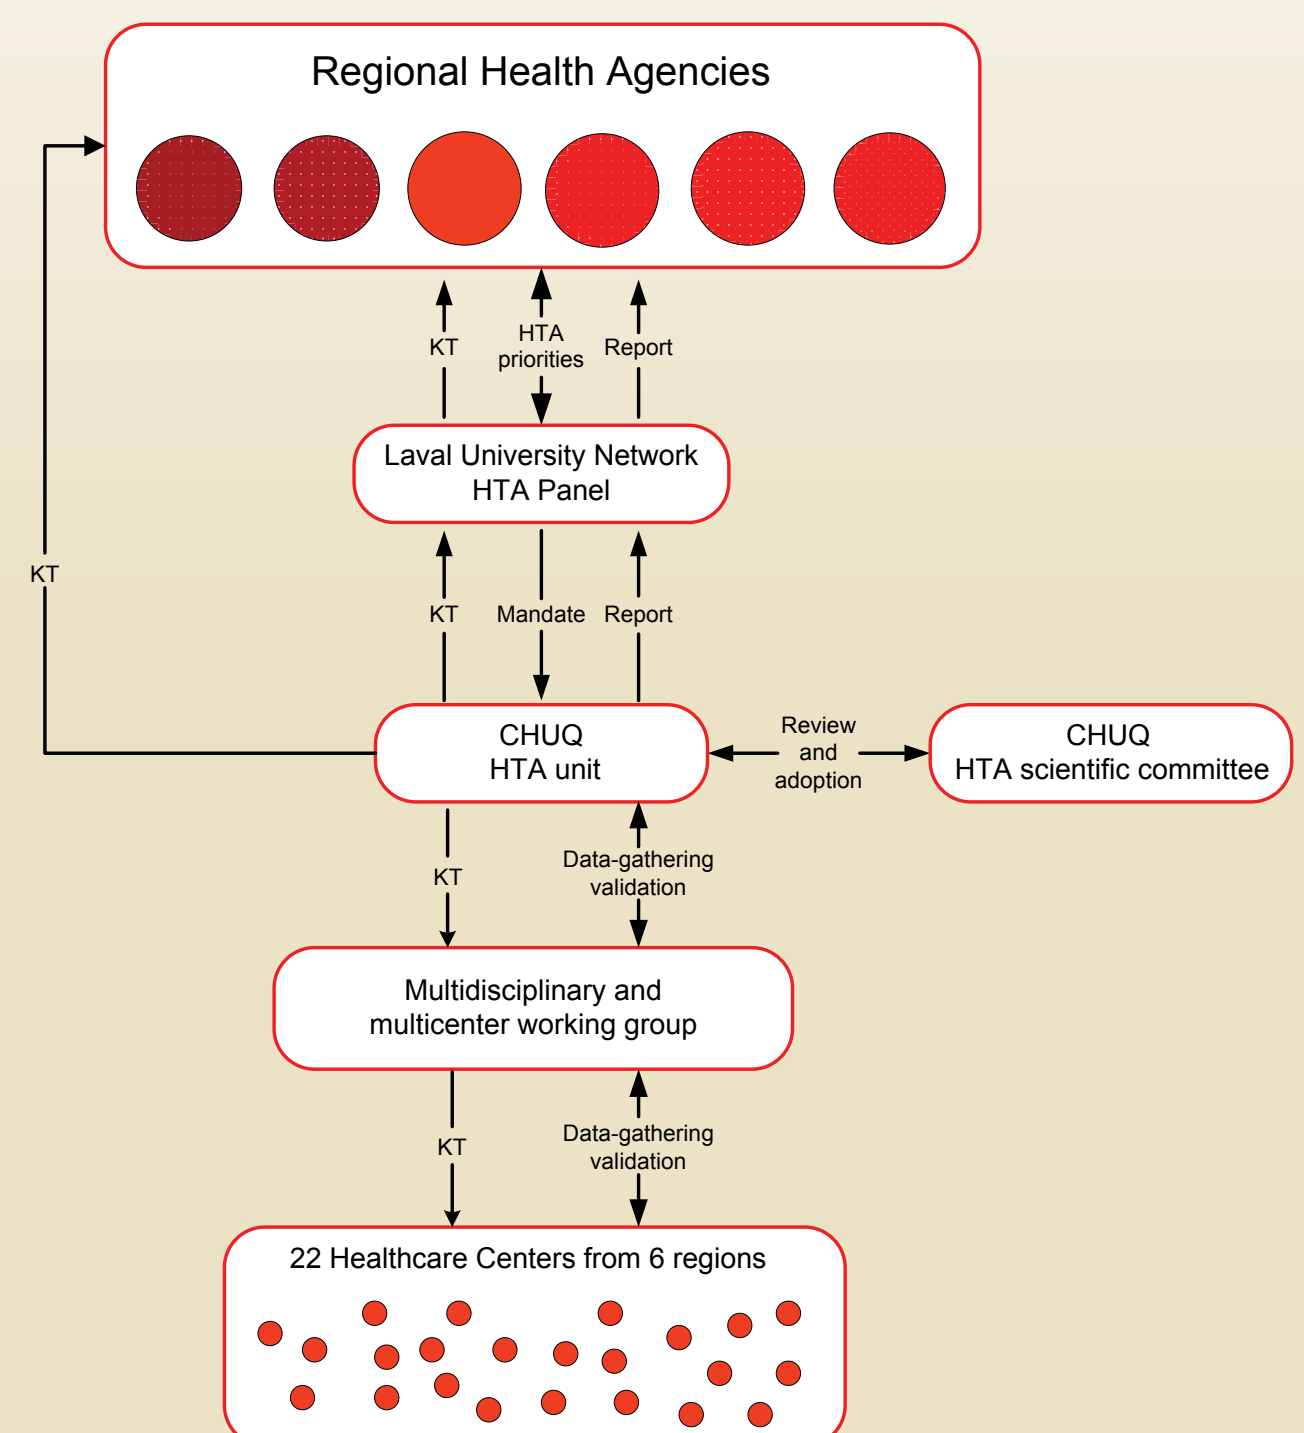 Regional Health Agencies
KT
HTA
priorities
Report
Laval University Network
HTA Panel
KT
KT
Mandate
Report
CHUQ
HTA unit
Review
and
adoption
CHUQ
HTA scientific committee
KT
Data-gathering
validation
Multidisciplinary and
multicenter working group
KT
Data-gathering
validation
22 Healthcare Centers from 6 regions